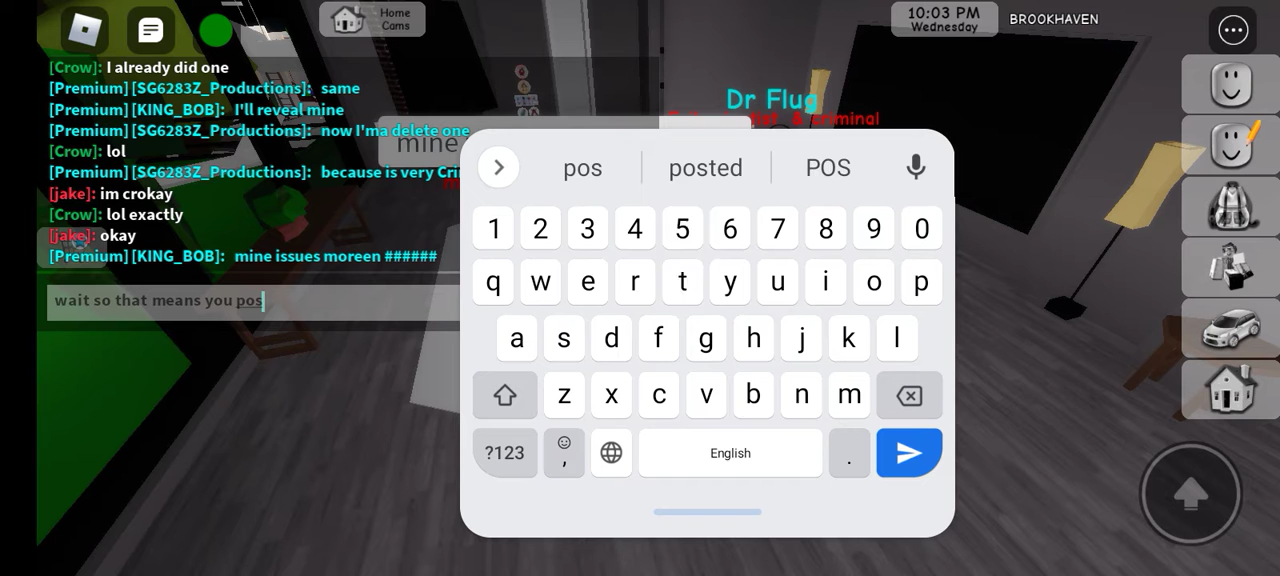 Home
Cams
10:03 PM
Wednesday
BROOKHAVEN
[Crow]: I already did one
[Premium] [SG6283Z_Productions]: same
[Premium] [KING_BOB]: I'll reveal mine
[Premium] [SG6283Z_Productions]: now I'ma delete one
[Crow]: lol
[Premium] [SG6283Z_Productions]: because is very Cri
[jake]: im crokay
[Crow]: lol exactly
[jake]: okay
[Premium] [KING_BOB]: mine issues moreen ######
wait so that means you pos
mine
Dr Flug
& criminal
pos posted POS
1 2 3 4 5 6 7 8 9 0
q w e r t y u i o p
a s d f g h j k l
z x c v b n m
?123 , English .